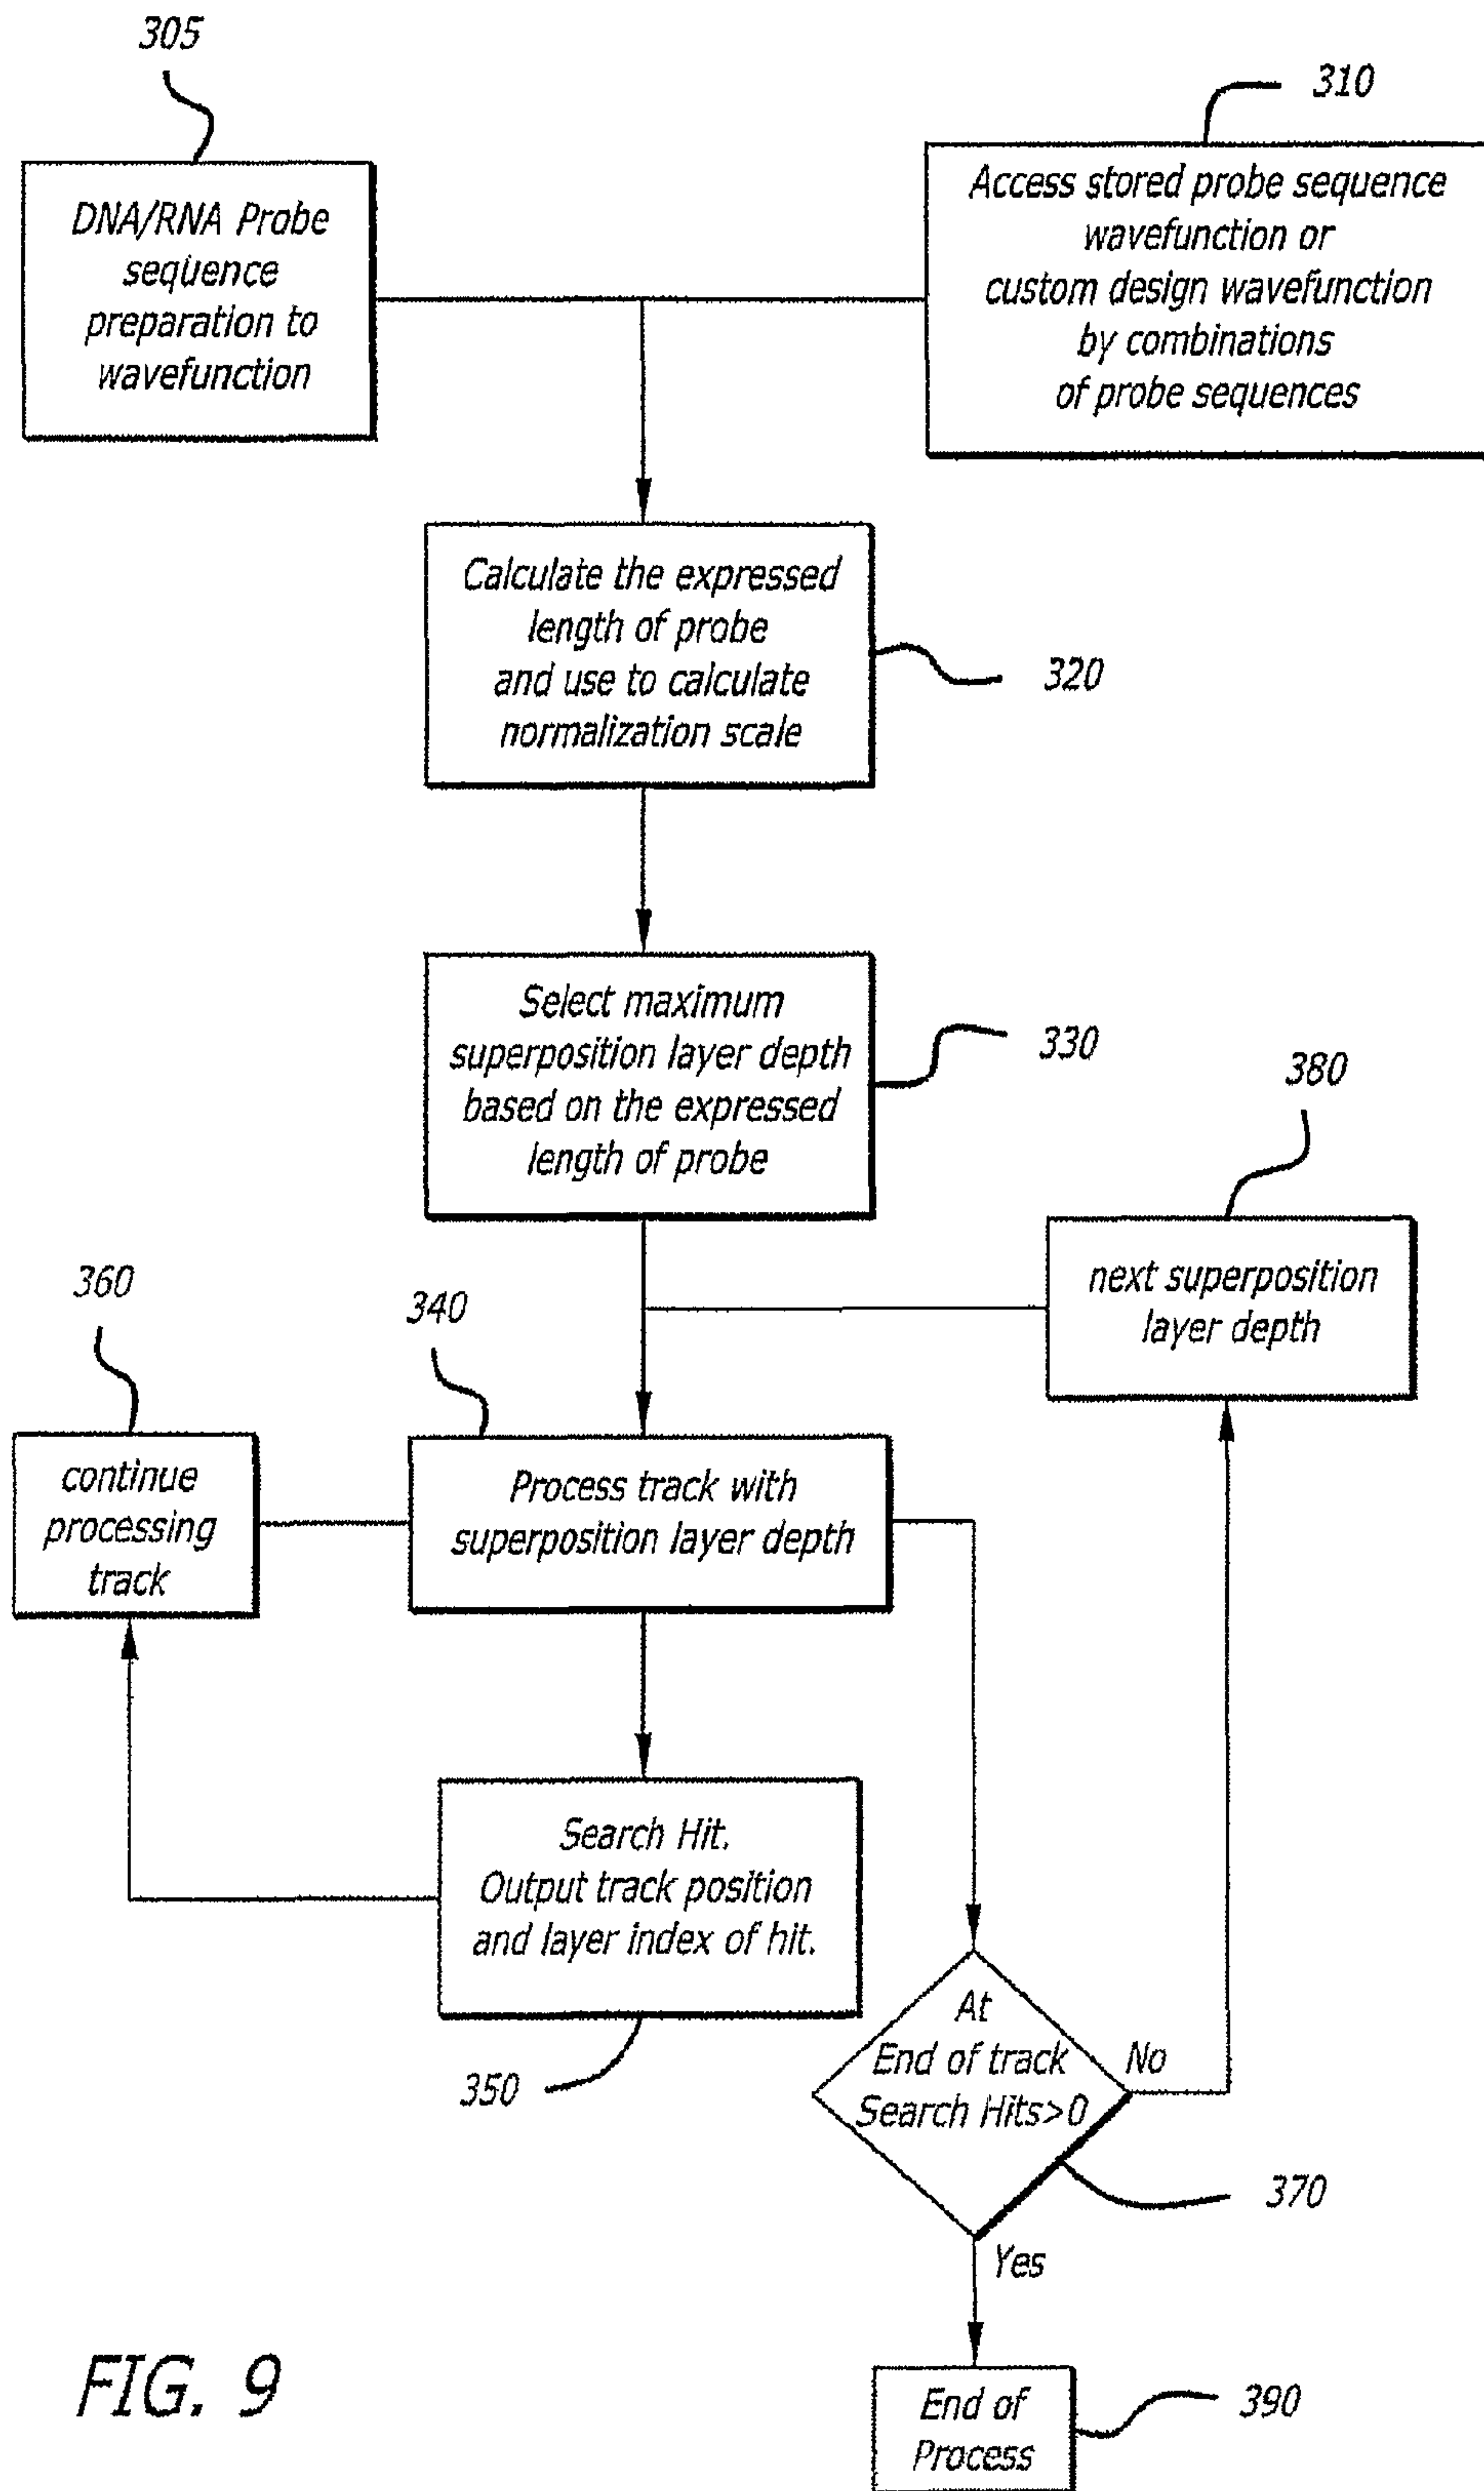 305
310
DNA/RNA Probe
sequence
preparation to
wavefunction
Access stored probe sequence
wavefunction or
custom design wavefunction
by combinations
of probe sequences
Calculate the expressed
length of probe
and use to calculate
normalization scale
320
Select maximum
superposition layer depth
based on the expressed
length of probe
330
380
next superposition
layer depth
360
340
continue
processing
track
Process track with
superposition layer depth
Search Hit.
Output track position
and layer index of hit.
350
At
End of track
Search Hits>0
No
370
Yes
End of
Process
390
FIG. 9